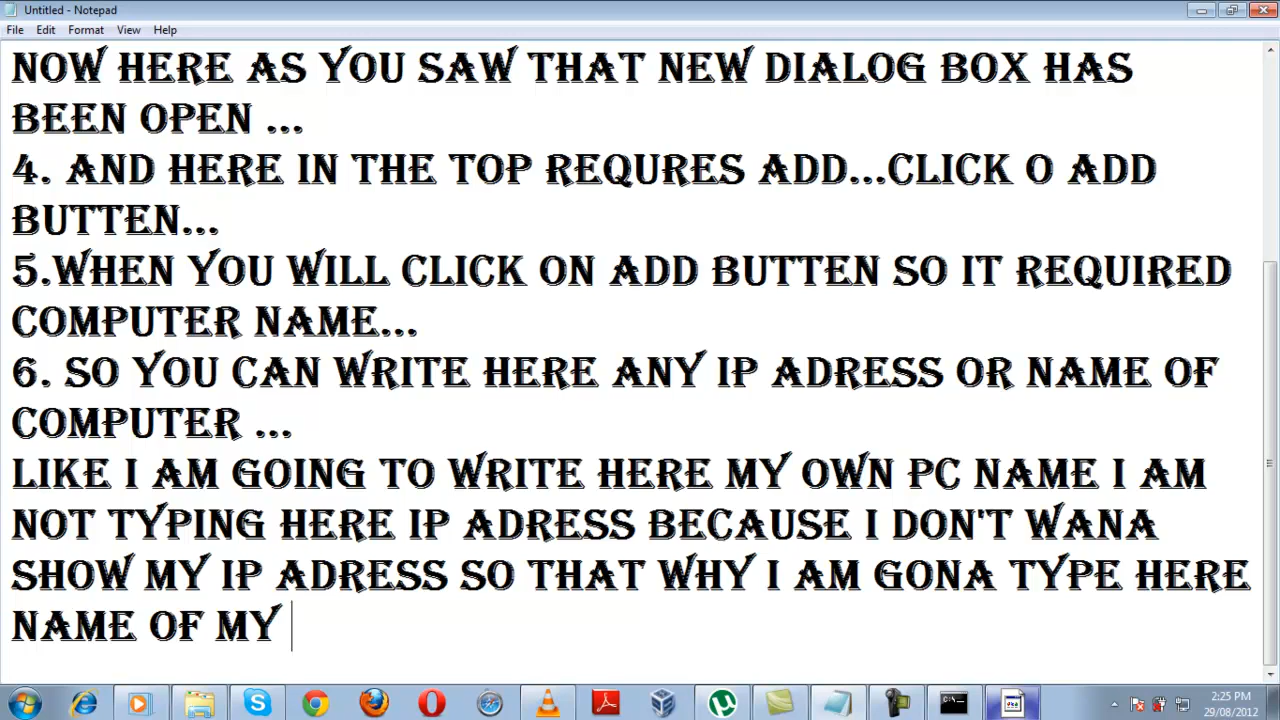 Untitled - Notepad
File Edit Format View Help
NOW HERE AS YOU SAW THAT NEW DIALOG BOX HAS
BEEN OPEN ...
4. AND HERE IN THE TOP REQURES ADD...CLICK O ADD
BUTTEN...
5.WHEN YOU WILL CLICK ON ADD BUTTEN SO IT REQUIRED
COMPUTER NAME...
6. SO YOU CAN WRITE HERE ANY IP ADRESS OR NAME OF
COMPUTER ...
LIKE I AM GOING TO WRITE HERE MY OWN PC NAME I AM
NOT TYPING HERE IP ADRESS BECAUSE I DON'T WANA
SHOW MY IP ADRESS SO THAT WHY I AM GONA TYPE HERE
NAME OF MY
2:25 PM
29/08/2012